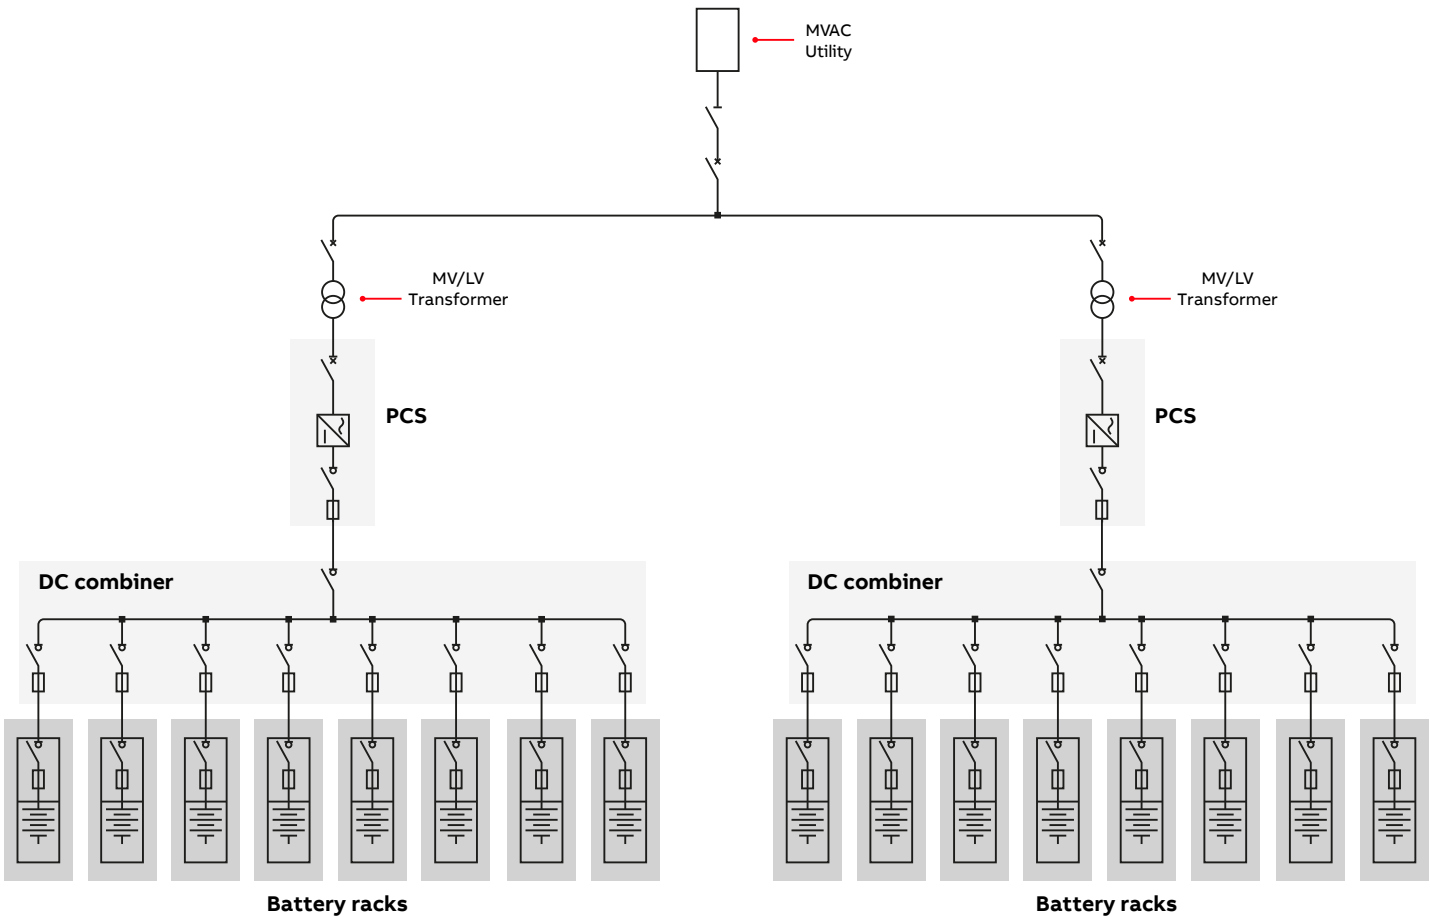 MVAC
Utility
MV/LV
Transformer
MV/LV
Transformer
PCS
PCS
DC combiner
DC combiner
Battery racks
Battery racks